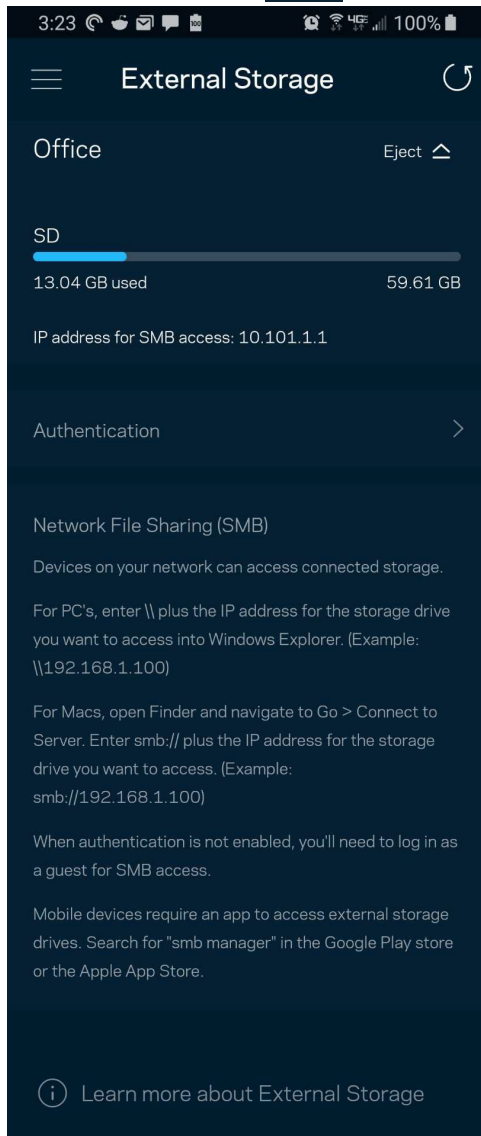 3:23 100 4GE 100%
External Storage
Office Eject
SD
13.04 GB used 59.61 GB
IP address for SMB access: 10.101.1.1
Authentication
Network File Sharing (SMB)
Devices on your network can access connected storage.
For PC's, enter \\ plus the IP address for the storage drive
you want to access into Windows Explorer. (Example:
\\192.168.1.100)
For Macs, open Finder and navigate to Go > Connect to
Server. Enter smb:// plus the IP address for the storage
drive you want to access. (Example:
smb://192.168.1.100)
When authentication is not enabled, you'll need to log in as
a guest for SMB access.
Mobile devices require an app to access external storage
drives. Search for "smb manager" in the Google Play store
or the Apple App Store.
Learn more about External Storage